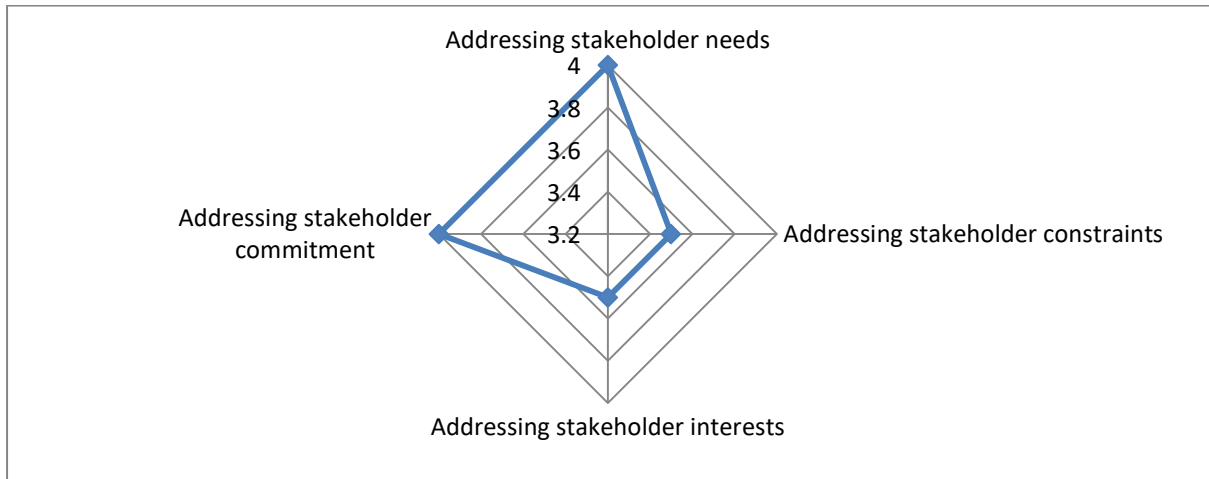 Addressing stakeholder needs
4
3.8
3.6
3.4
3.2
Addressing stakeholder constraints
Addressing stakeholder
commitment
Addressing stakeholder interests